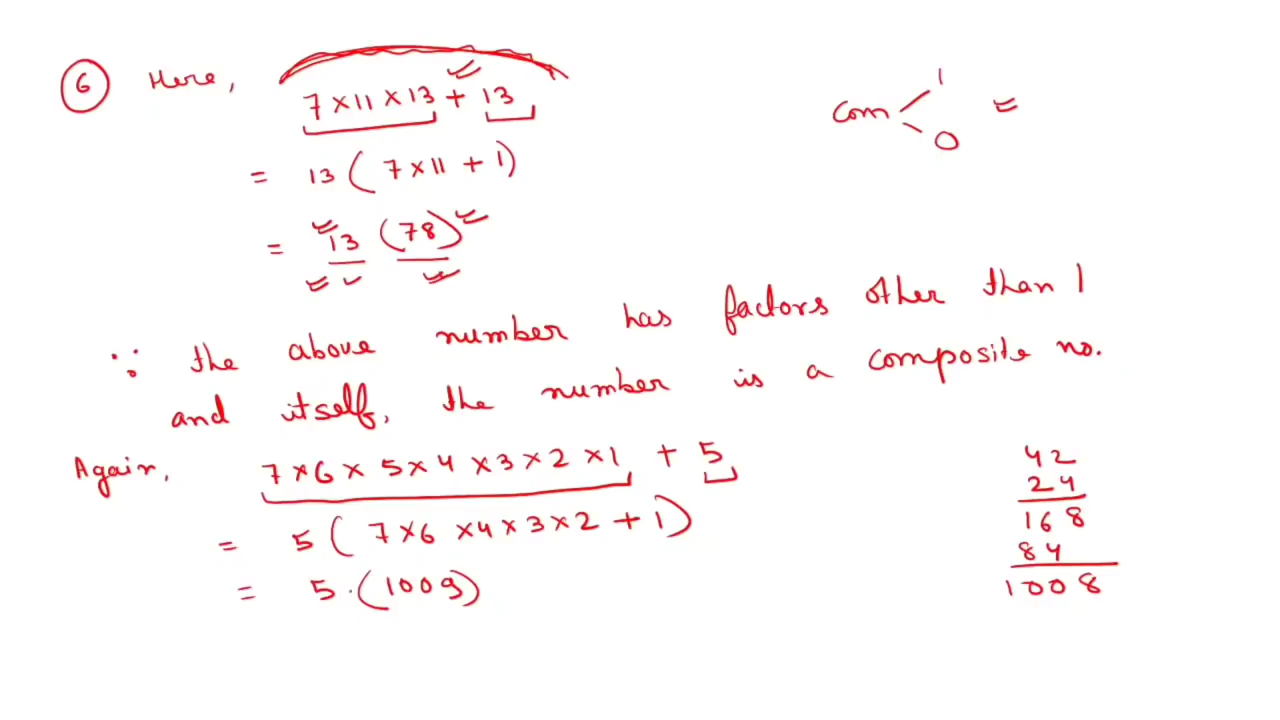 6 Here,
7 × 11 × 13 + 13
= 13 ( 7 × 11 + 1)
= 13 (78)
Com 1 0
∵ the above number has factors other than 1
and itself, the number is a composite no.
Again, 7 × 6 × 5 × 4 × 3 × 2 × 1 + 5
= 5 ( 7 × 6 × 4 × 3 × 2 + 1)
= 5 . (1009)
42
24
168
84
1008